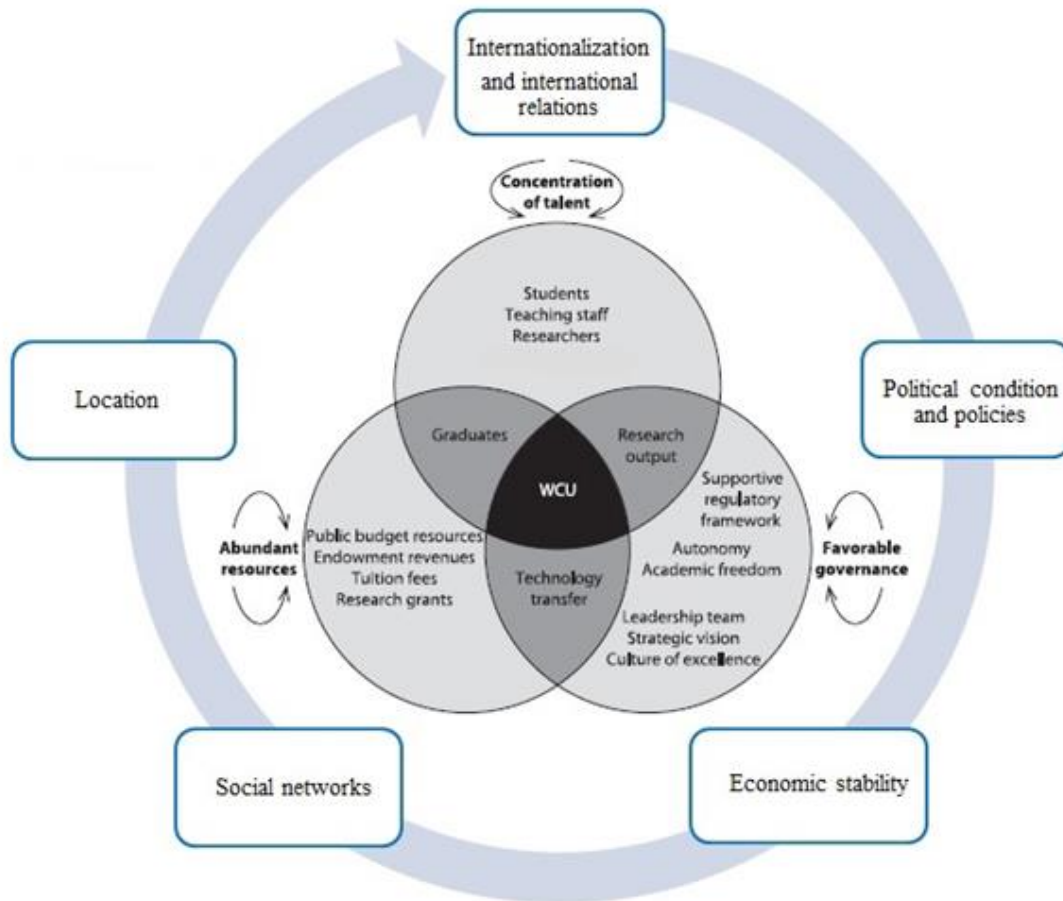 Internationalization
and international
relations
Concentration
of talent
Students
Teaching staff
Researchers
Location
Political condition
and policies
Graduates
Research
output
WCU
Supportive
regulatory
framework
Abundant
resources
Public budget resources
Endowment revenues
Tuition fees
Research grants
Technology
transfer
Autonomy
Academic freedom
Favorable
governance
Leadership team
Strategic vision
Culture of excellence
Social networks
Economic stability